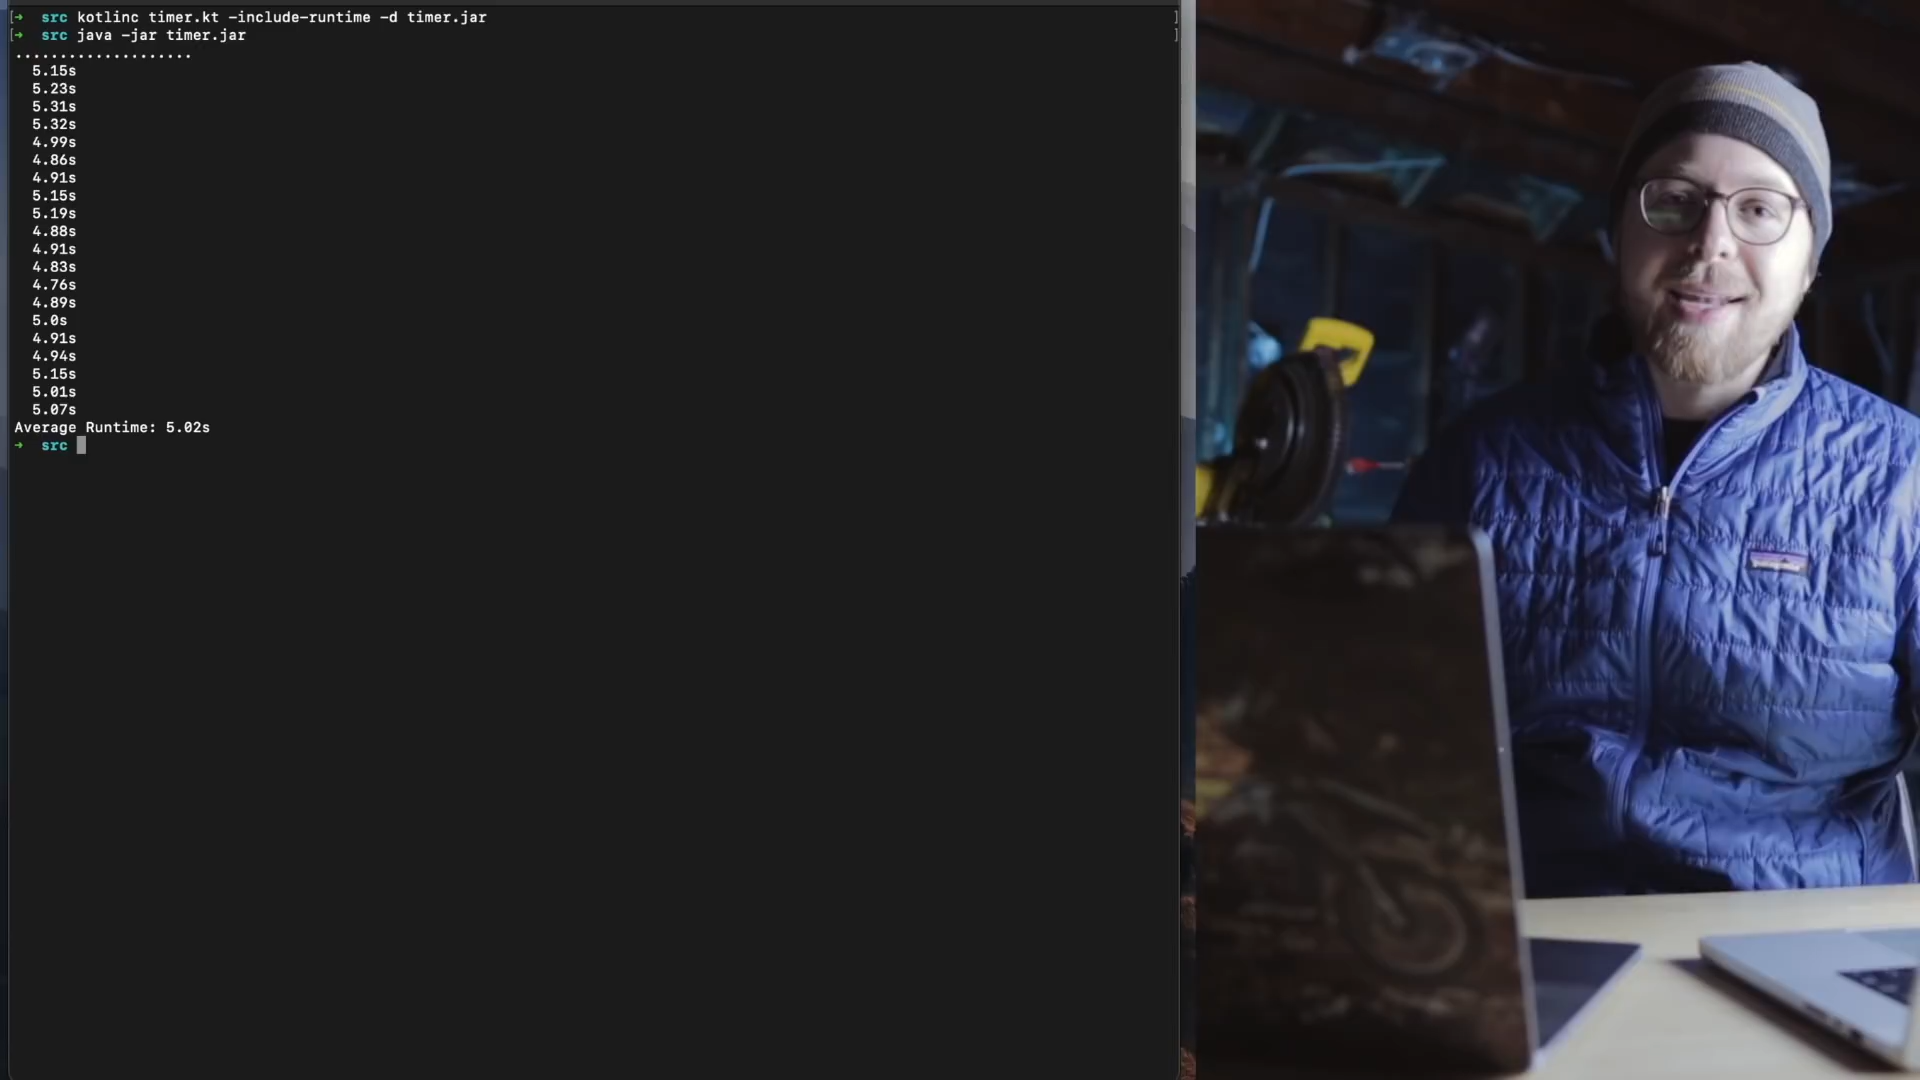 [→ src kotlinc timer.kt -include-runtime -d timer.jar ]
[→ src java -jar timer.jar ]
....................
5.15s
5.23s
5.31s
5.32s
4.99s
4.86s
4.91s
5.15s
5.19s
4.88s
4.91s
4.83s
4.76s
4.89s
5.0s
4.91s
4.94s
5.15s
5.01s
5.07s
Average Runtime: 5.02s
→ src